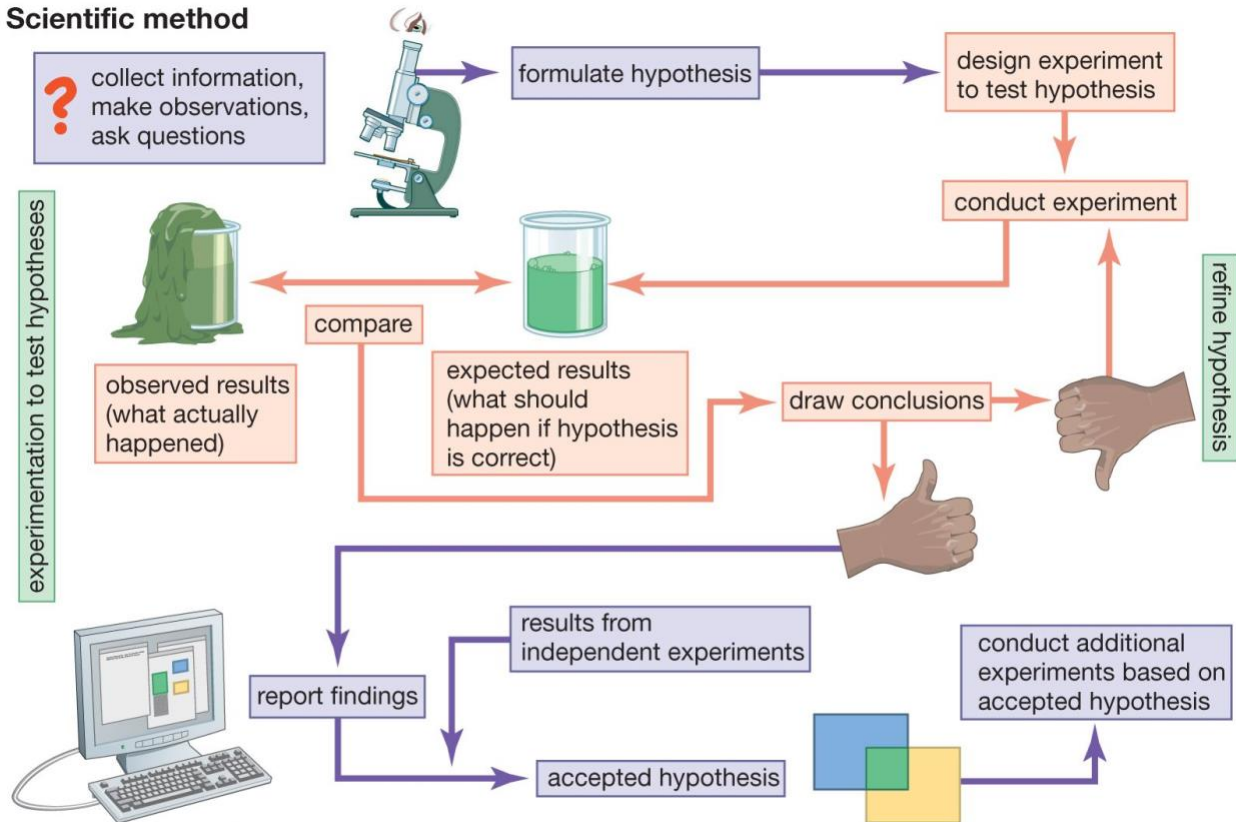 Scientific method
collect information,
make observations,
ask questions
formulate hypothesis
design experiment
to test hypothesis
conduct experiment
experimentation to test hypotheses
refine hypothesis
compare
observed results
(what actually
happened)
expected results
(what should
happen if hypothesis
is correct)
draw conclusions
report findings
results from
independent experiments
accepted hypothesis
conduct additional
experiments based on
accepted hypothesis